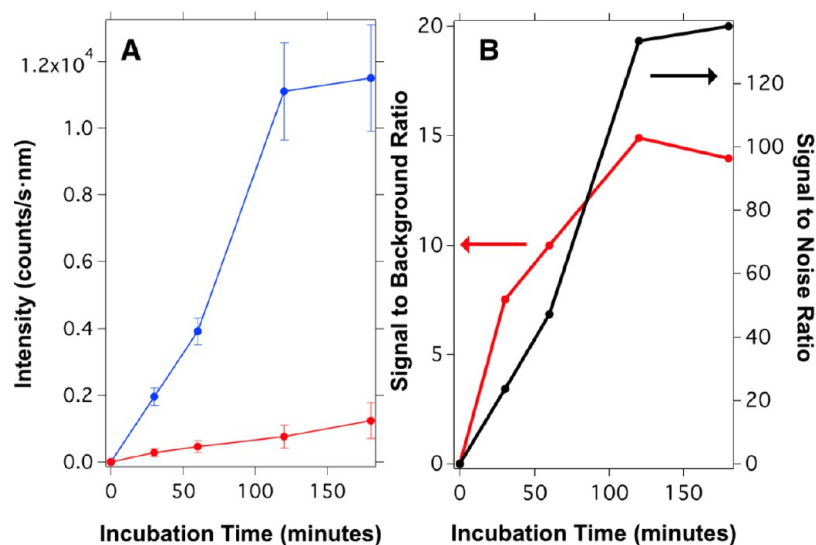 A
Intensity (counts/s·nm)
1.2x10⁴
1.0
0.8
0.6
0.4
0.2
0.0
0 50 100 150
Incubation Time (minutes)
B
Signal to Background Ratio
20
15
10
5
0
Signal to Noise Ratio
120
100
80
60
40
20
0
0 50 100 150
Incubation Time (minutes)